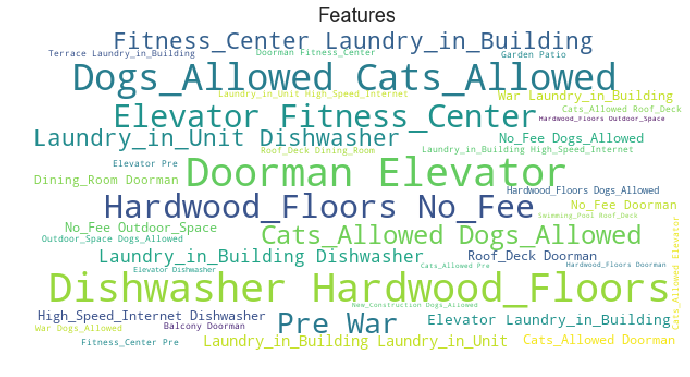 Features
Fitness_Center Laundry_in_Building
Terrace Laundry_in_Building
Doorman Fitness_Center
Garden Patio
Dogs_Allowed Cats_Allowed
Laundry_in_Unit High_Speed_Internet
War Laundry_in_Building
Elevator Fitness_Center
Cats_Allowed Roof_Deck
Hardwood_Floors Outdoor_Space
Laundry_in_Unit Dishwasher
No_Fee Dogs_Allowed
Roof_Deck Dining_Room
Laundry_in_Building High_Speed_Internet
Elevator Pre
Doorman Elevator
Dining_Room Doorman
Hardwood_Floors Dogs_Allowed
Hardwood_Floors No_Fee
No_Fee Doorman
Swimming_Pool Roof_Deck
No_Fee Outdoor_Space
Cats_Allowed Dogs_Allowed
Outdoor_Space Dogs_Allowed
Laundry_in_Building Dishwasher
Roof_Deck Doorman
Elevator Dishwasher
Cats_Allowed Pre
Hardwood_Floors Doorman
Cats_Allowed Elevator
Dishwasher Hardwood_Floors
New_Construction Dogs_Allowed
High_Speed_Internet Dishwasher
Pre War
Elevator Laundry_in_Building
War Dogs_Allowed
Balcony Doorman
Fitness_Center Pre
Laundry_in_Building Laundry_in_Unit
Cats_Allowed Doorman